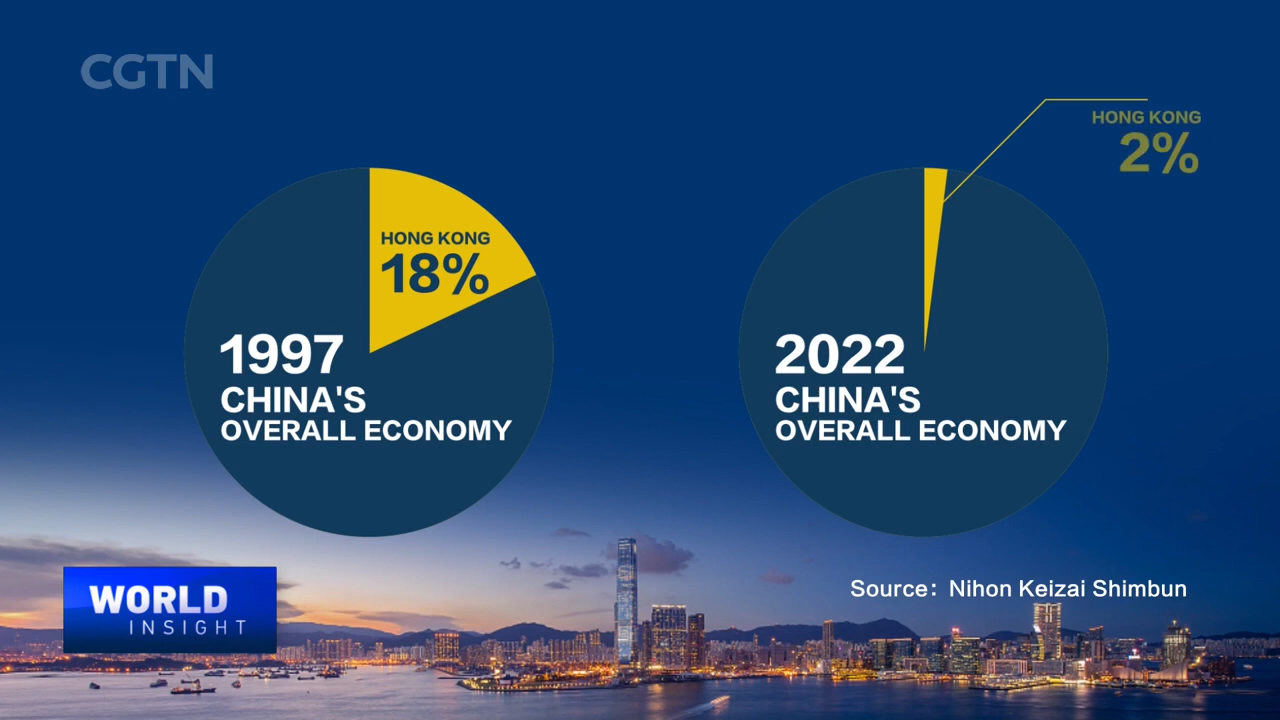 CGTN
HONG KONG
18%
1997
CHINA'S
OVERALL ECONOMY
HONG KONG
2%
2022
CHINA'S
OVERALL ECONOMY
Source: Nihon Keizai Shimbun
WORLD
INSIGHT